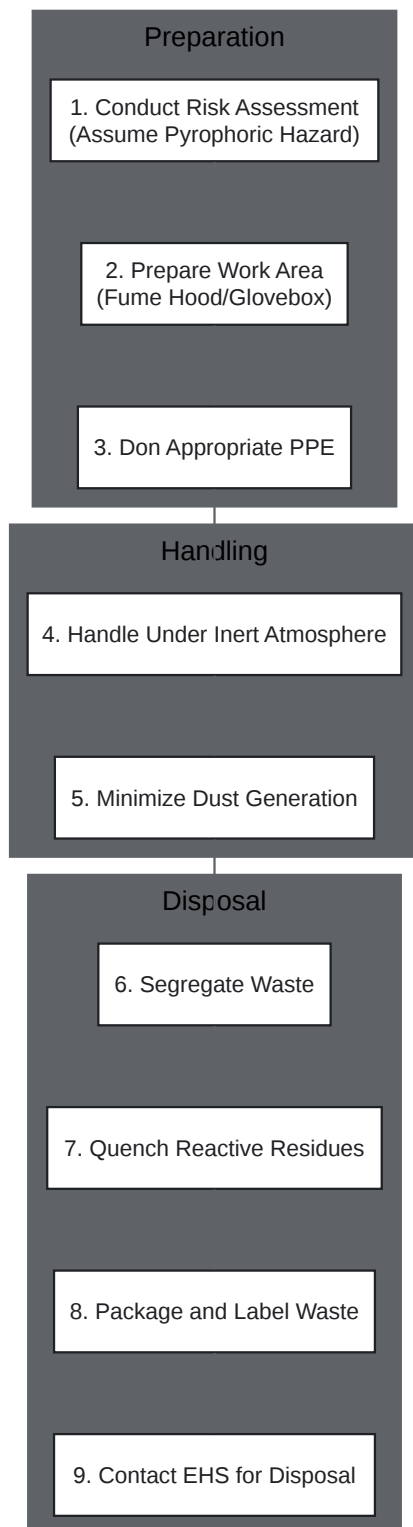 Preparation
1. Conduct Risk Assessment
(Assume Pyrophoric Hazard)
2. Prepare Work Area
(Fume Hood/Glovebox)
3. Don Appropriate PPE
Handling
4. Handle Under Inert Atmosphere
5. Minimize Dust Generation
Disposal
6. Segregate Waste
7. Quench Reactive Residues
8. Package and Label Waste
9. Contact EHS for Disposal